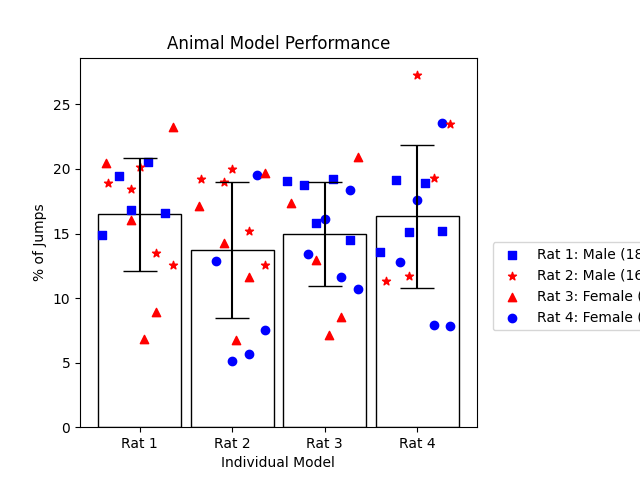 Animal Model Performance
% of Jumps
25
20
15
10
5
0
Rat 1 Rat 2 Rat 3 Rat 4
Individual Model
Rat 1: Male (18
Rat 2: Male (16
Rat 3: Female (
Rat 4: Female (